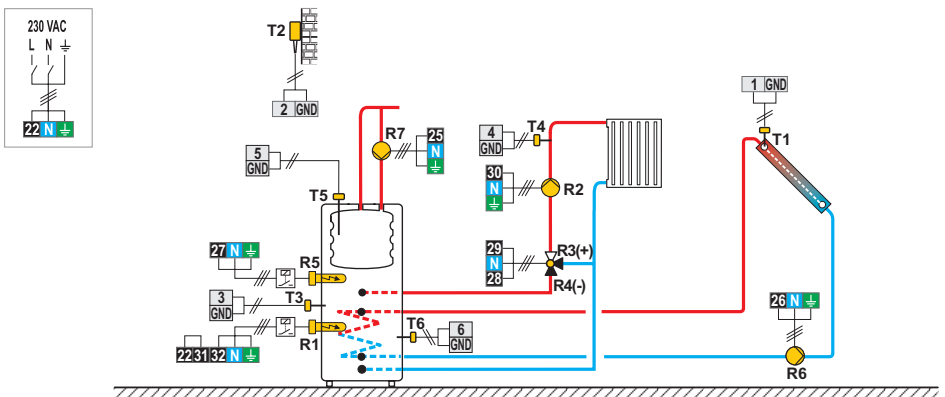 230 VAC
L N
22 N
T2
2 GND
R7
25
N
5
GND
T5
4
GND
T4
30
N
R2
1 GND
T1
29
N
28
R3(+)
R4(-)
27 N
R5
3
GND
T3
R1
22 31 32 N
T6
6
GND
26 N
R6